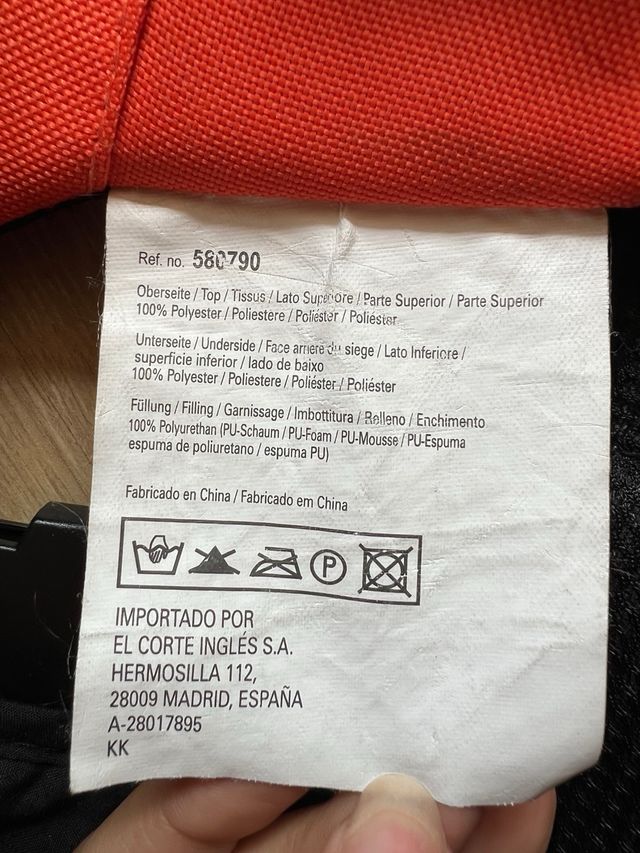 Ref. no. 580790
Oberseite / Top / Tissus / Lato Superiore / Parte Superior / Parte Superior
100% Polyester / Poliestere / Poliéster / Poliéster
Unterseite / Underside / Face arriere du siege / Lato Inferiore /
superficie inferior / lado de baixo
100% Polyester / Poliestere / Poliéster / Poliéster
Füllung / Filling / Garnissage / Imbottitura / Relleno / Enchimento
100% Polyurethan (PU-Schaum / PU-Foam / PU-Mousse / PU-Espuma
espuma de poliuretano / espuma PU)
Fabricado en China / Fabricado em China
P
IMPORTADO POR
EL CORTE INGLÉS S.A.
HERMOSILLA 112,
28009 MADRID, ESPAÑA
A-28017895
KK